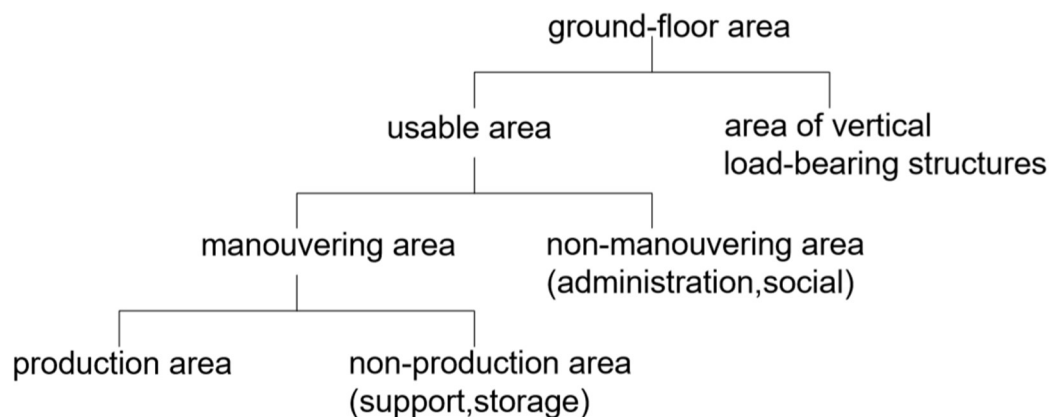 ground-floor area
usable area
area of vertical
load-bearing structures
manouvering area
non-manouvering area
(administration,social)
production area
non-production area
(support,storage)